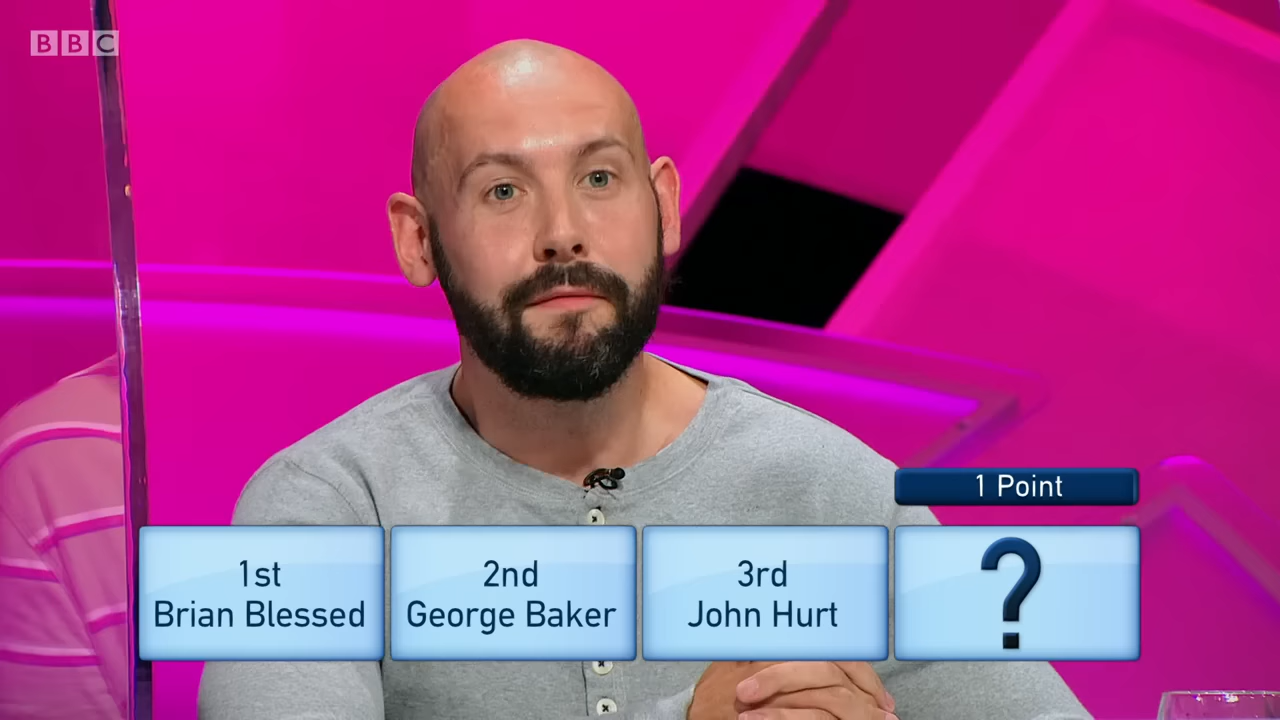 BBC
1 Point
1st
Brian Blessed
2nd
George Baker
3rd
John Hurt
?